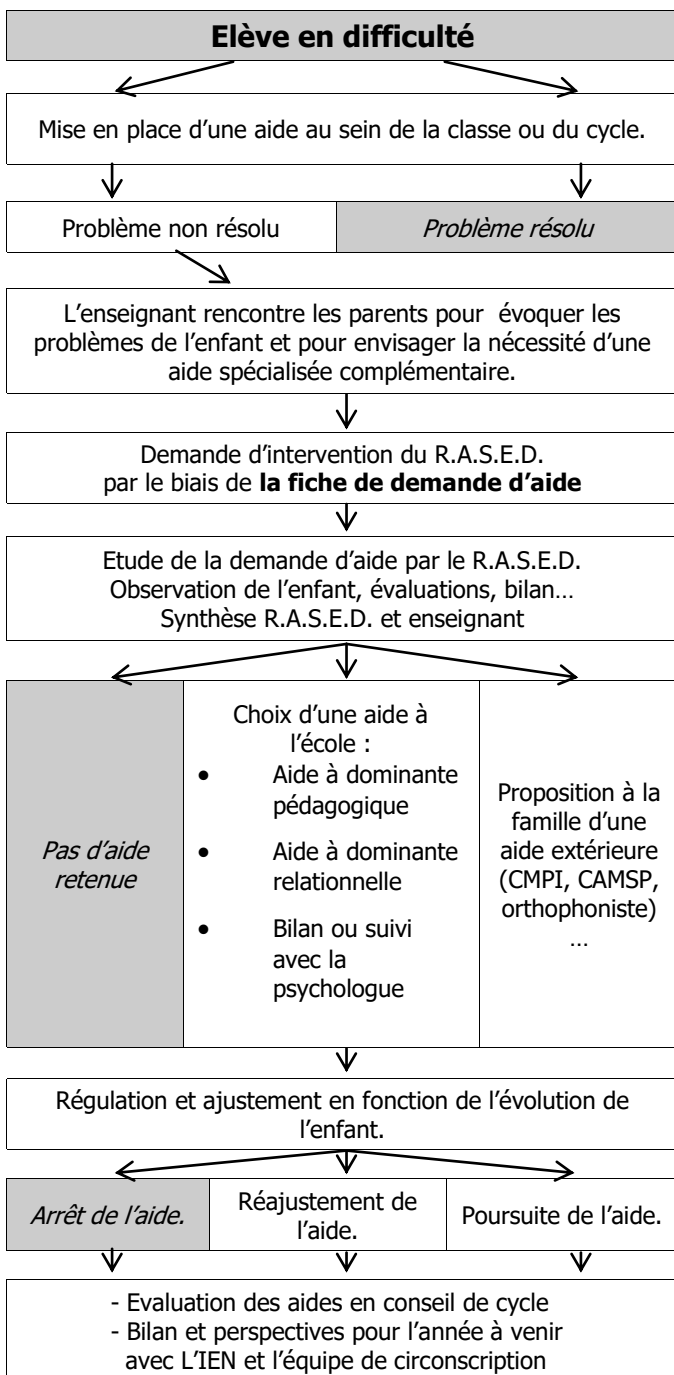 Elève en difficulté
Mise en place d’une aide au sein de la classe ou du cycle.
Problème non résolu
Problème résolu
L’enseignant rencontre les parents pour évoquer les
problèmes de l’enfant et pour envisager la nécessité d’une
aide spécialisée complémentaire.
Demande d’intervention du R.A.S.E.D.
par le biais de la fiche de demande d’aide
Etude de la demande d’aide par le R.A.S.E.D.
Observation de l’enfant, évaluations, bilan…
Synthèse R.A.S.E.D. et enseignant
Pas d’aide
retenue
Choix d’une aide à
l’école :
• Aide à dominante
pédagogique
• Aide à dominante
relationnelle
• Bilan ou suivi
avec la
psychologue
Proposition à la
famille d’une
aide extérieure
(CMPI, CAMSP,
orthophoniste)
…
Régulation et ajustement en fonction de l’évolution de
l’enfant.
Arrêt de l’aide.
Réajustement de
l’aide.
Poursuite de l’aide.
- Evaluation des aides en conseil de cycle
- Bilan et perspectives pour l’année à venir
avec L’IEN et l’équipe de circonscription